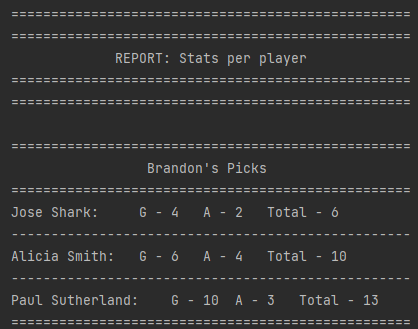 ==================================================
==================================================
REPORT: Stats per player
==================================================
==================================================
==================================================
Brandon's Picks
==================================================
Jose Shark:     G - 4   A - 2   Total - 6
--------------------------------------------------
Alicia Smith:   G - 6   A - 4   Total - 10
--------------------------------------------------
Paul Sutherland:    G - 10  A - 3   Total - 13
==================================================